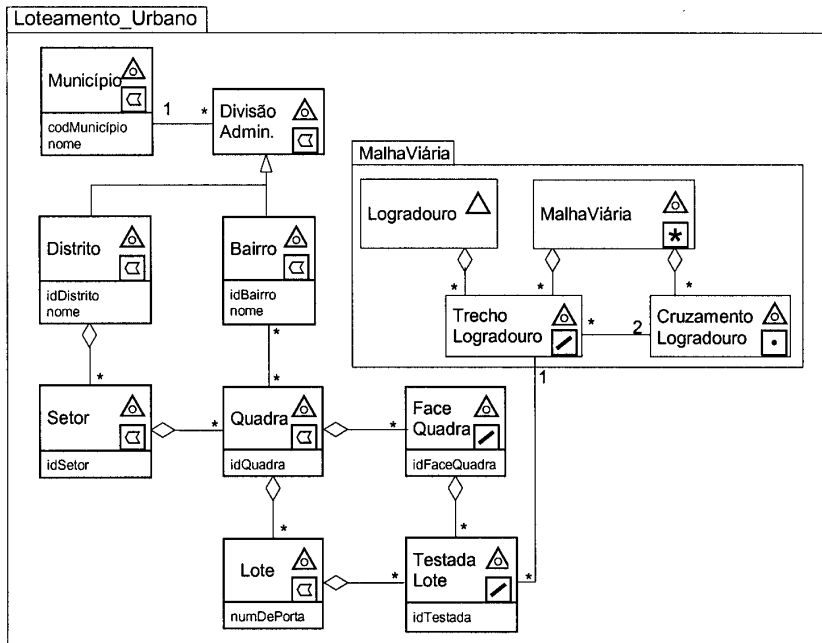 Loteamento_Urbano
Município
codMunicípio
nome
1
*
Divisão
Admin.
MalhaViária
Logradouro
MalhaViária
*
*
*
*
Trecho
Logradouro
*
2
Cruzamento
Logradouro
1
Distrito
idDistrito
nome
Bairro
idBairro
nome
*
*
*
Setor
idSetor
*
Quadra
idQuadra
*
Face
Quadra
idFaceQuadra
*
*
Lote
numDePorta
*
Testada
Lote
idTestada
*